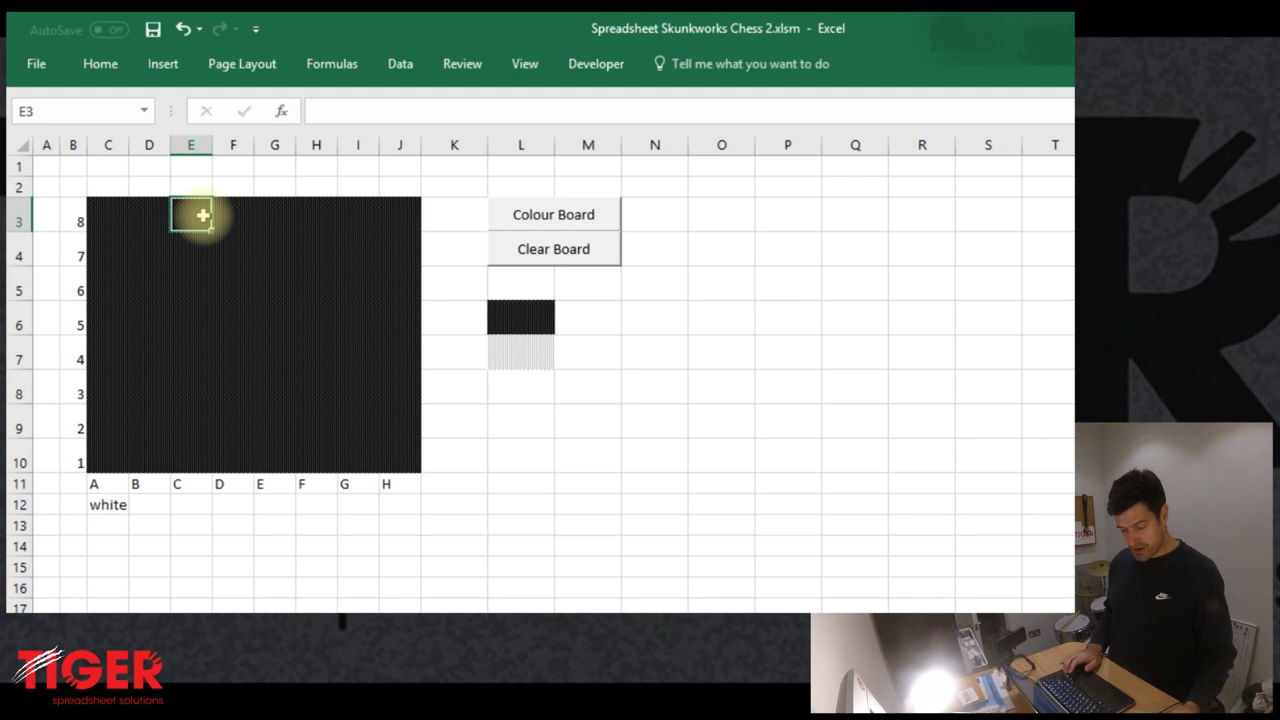 AutoSave Off
Spreadsheet Skunkworks Chess 2.xlsm - Excel
File Home Insert Page Layout Formulas Data Review View Developer Tell me what you want to do
E3 fx
A B C D E F G H I J K L M N O P Q R S T
1
2
3 8 Colour Board
4 7 Clear Board
5 6
6 5
7 4
8 3
9 2
10 1
11 A B C D E F G H
12 white
13
14
15
16
17
TIGER
spreadsheet solutions